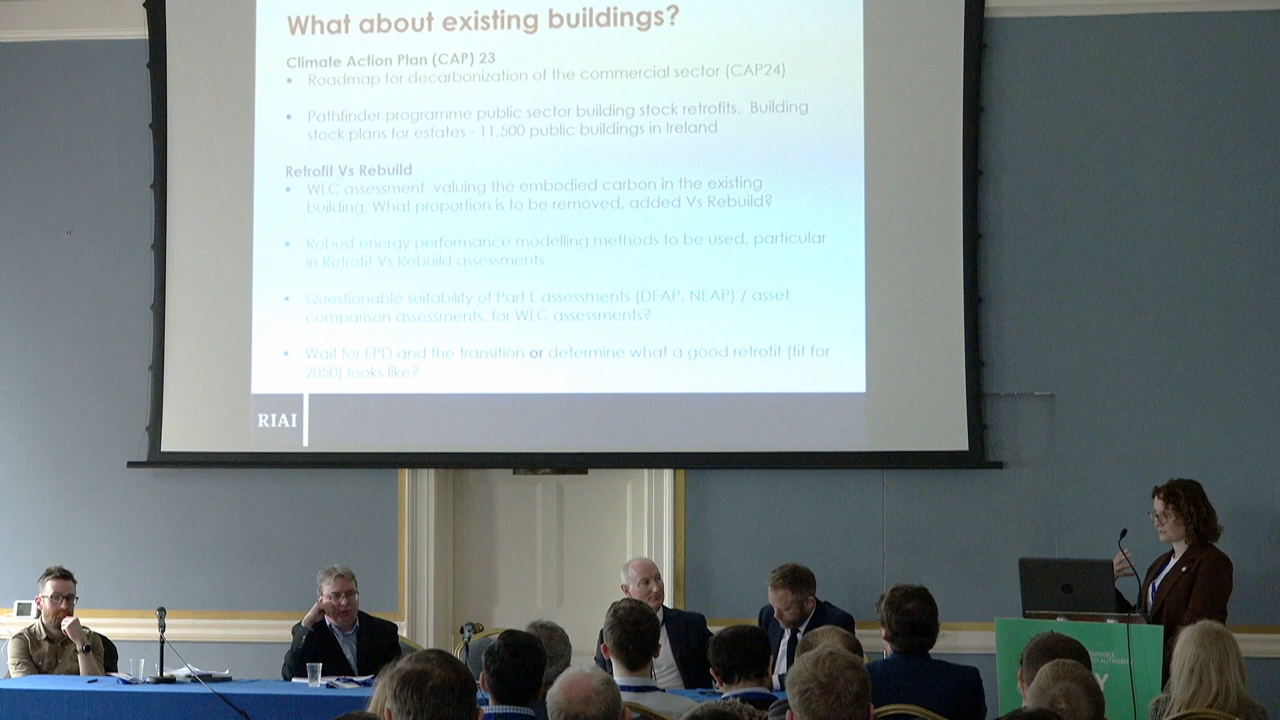 What about existing buildings?
Climate Action Plan (CAP) 23
Roadmap for decarbonization of the commercial sector (CAP24)
Pathfinder programme public sector building stock retrofits. Building
stock plans for estates - 11,500 public buildings in Ireland
Retrofit Vs Rebuild
WLC assessment, valuing the embodied carbon in the existing
building. What proportion is to be removed, added Vs Rebuild?
Robust energy performance modelling methods to be used, particular
in Retrofit Vs Rebuild assessments.
Questionable suitability of Part L assessments (DEAP, NEAP) / asset
comparison assessments, for WLC assessments?
Wait for EPD and the transition or determine what a good retrofit (fit for
2050) looks like?
RIAI
AUTHORITY